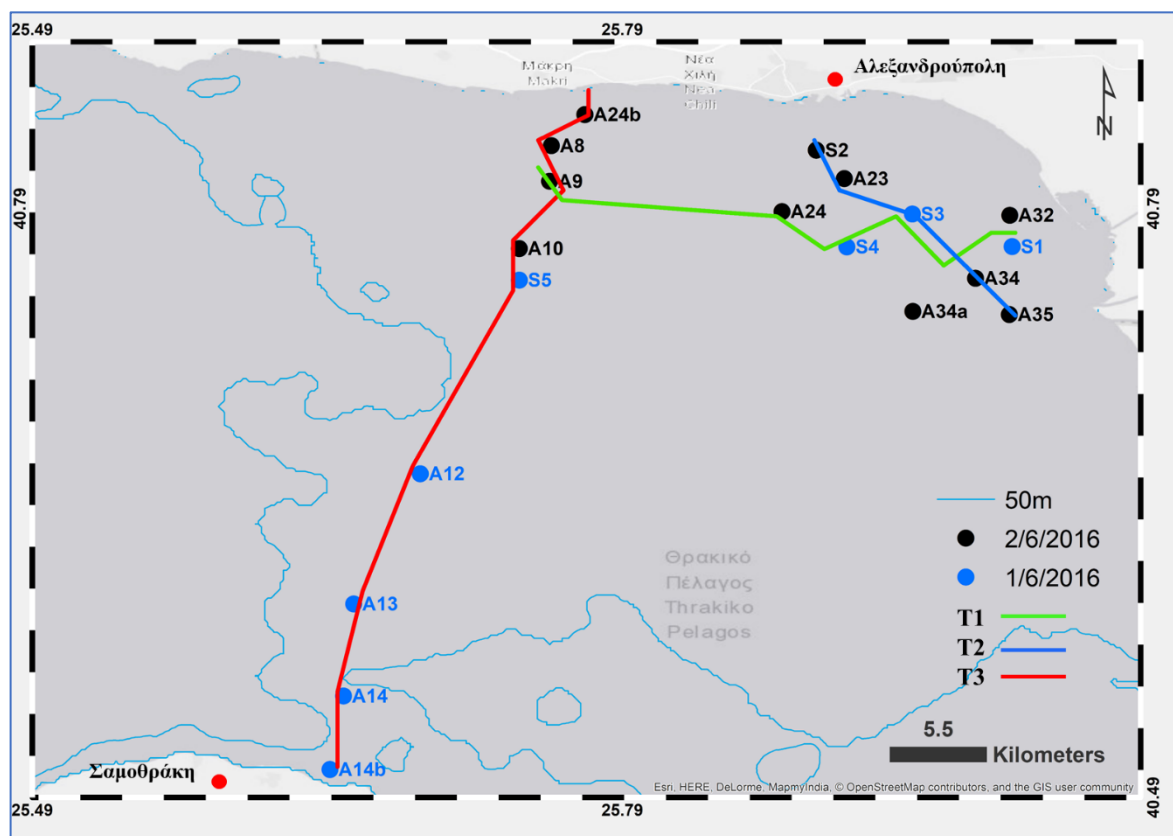 25.49
25.79
Μάκρη
Makri
Νέα
Χιλή
Nea
Chili
Αλεξανδρούπολη
N
A24b
A8
S2
A23
A9
40.79
40.79
A24
S3
A32
A10
S4
S1
S5
A34
A34a
A35
A12
50m
2/6/2016
1/6/2016
Θρακικό
Πέλαγος
Thrakiko
Pelagos
A13
T1
T2
T3
A14
5.5
Kilometers
A14b
Σαμοθράκη
Esri, HERE, DeLorme, MapmyIndia, © OpenStreetMap contributors, and the GIS user community
25.49
25.79
40.49